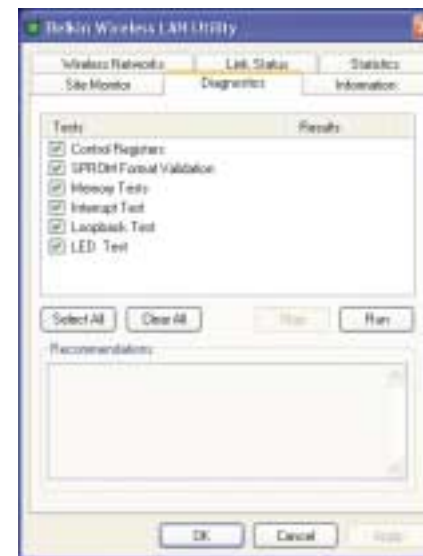 Belkin Wireless LAN Utility
Wireless Networks Link Status Statistics
Site Monitor Diagnostics Information
Tests Results
Control Registers
SPROM Format Validation
Memory Tests
Interrupt Test
Loopback Test
LED Test
Select All Clear All Stop Run
Recommendations
OK Cancel Apply